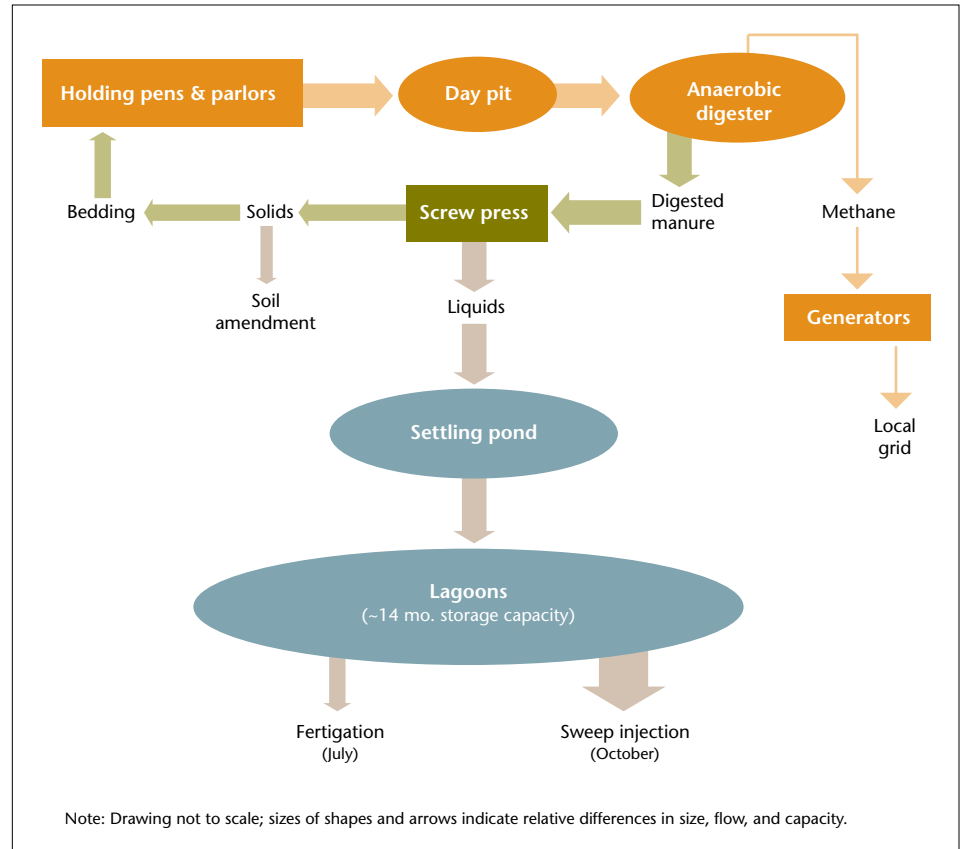 Holding pens & parlors
Day pit
Anaerobic
digester
Bedding
Solids
Screw press
Digested
manure
Methane
Soil
amendment
Liquids
Generators
Settling pond
Local
grid
Lagoons
(~14 mo. storage capacity)
Fertigation
(July)
Sweep injection
(October)
Note: Drawing not to scale; sizes of shapes and arrows indicate relative differences in size, flow, and capacity.